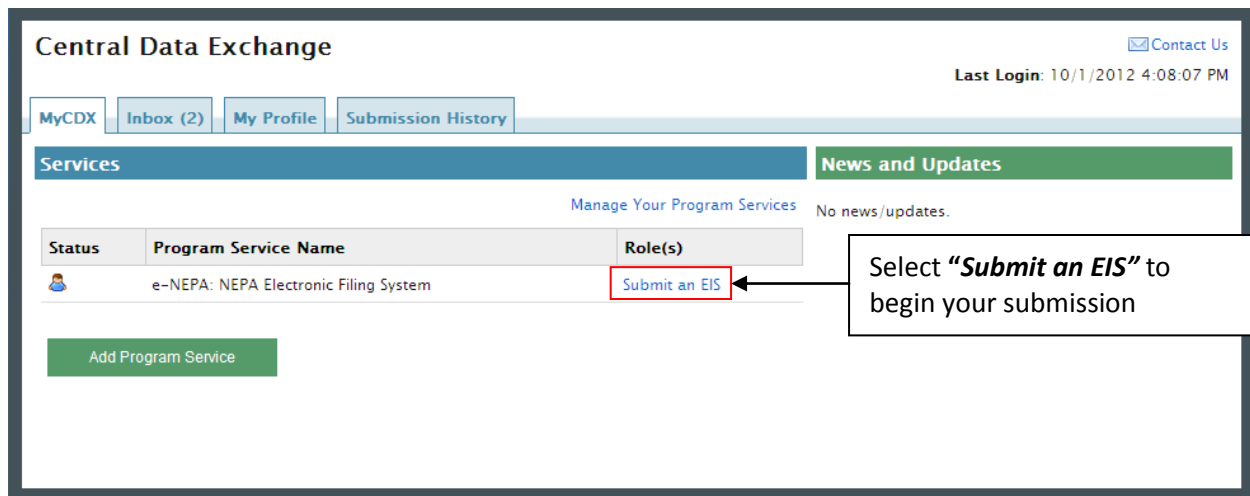 Central Data Exchange
Contact Us
Last Login: 10/1/2012 4:08:07 PM
MyCDX Inbox (2) My Profile Submission History
Services
News and Updates
Manage Your Program Services
No news/updates.
Status Program Service Name Role(s)
e-NEPA: NEPA Electronic Filing System Submit an EIS
Select "Submit an EIS" to
begin your submission
Add Program Service